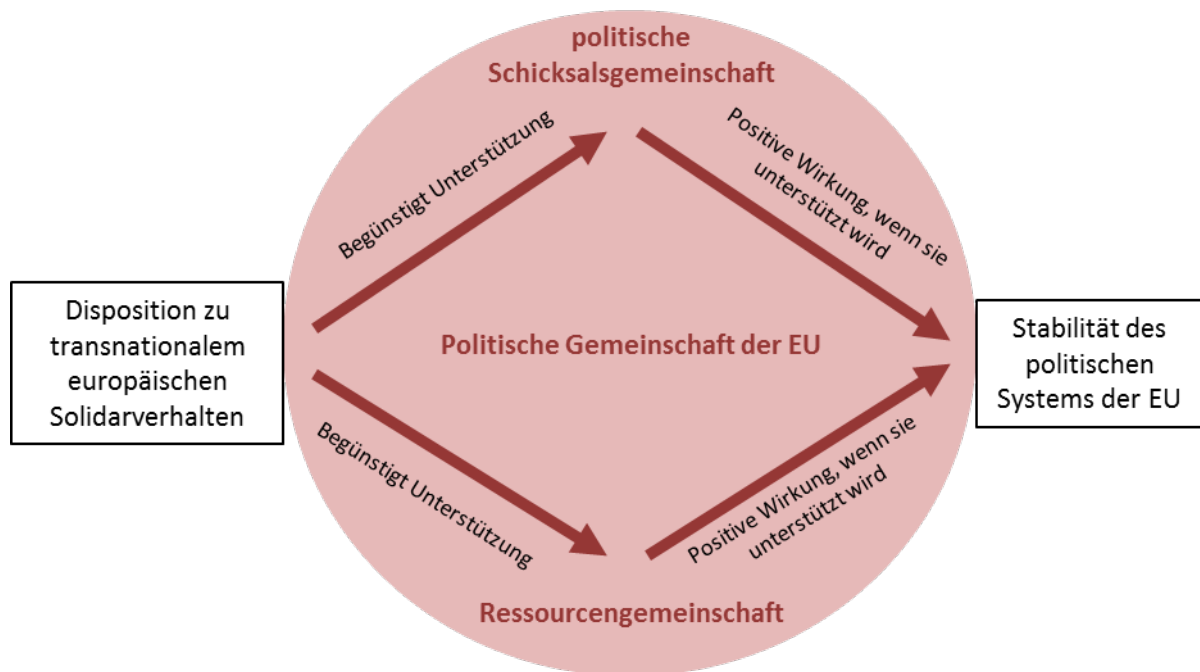 politische
Schicksalsgemeinschaft
Begünstigt Unterstützung
Positive Wirkung, wenn sie
unterstützt wird
Disposition zu
transnationalem
europäischen
Solidarverhalten
Politische Gemeinschaft der EU
Stabilität des
politischen
Systems der EU
Begünstigt Unterstützung
Positive Wirkung, wenn sie
unterstützt wird
Ressourcengemeinschaft